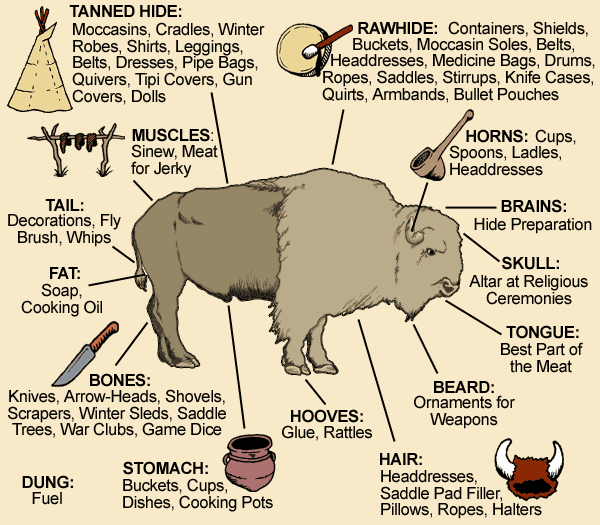 TANNED HIDE:
Moccasins, Cradles, Winter
Robes, Shirts, Leggings,
Belts, Dresses, Pipe Bags,
Quivers, Tipi Covers, Gun
Covers, Dolls
RAWHIDE: Containers, Shields,
Buckets, Moccasin Soles, Belts,
Headdresses, Medicine Bags, Drums,
Ropes, Saddles, Stirrups, Knife Cases,
Quirts, Armbands, Bullet Pouches
MUSCLES:
Sinew, Meat
for Jerky
HORNS: Cups,
Spoons, Ladles,
Headdresses
TAIL:
Decorations, Fly
Brush, Whips
BRAINS:
Hide Preparation
FAT:
Soap,
Cooking Oil
SKULL:
Altar at Religious
Ceremonies
TONGUE:
Best Part of
the Meat
BONES:
Knives, Arrow-Heads, Shovels,
Scrapers, Winter Sleds, Saddle
Trees, War Clubs, Game Dice
HOOVES:
Glue, Rattles
BEARD:
Ornaments for
Weapons
DUNG:
Fuel
STOMACH:
Buckets, Cups,
Dishes, Cooking Pots
HAIR:
Headdresses,
Saddle Pad Filler,
Pillows, Ropes, Halters